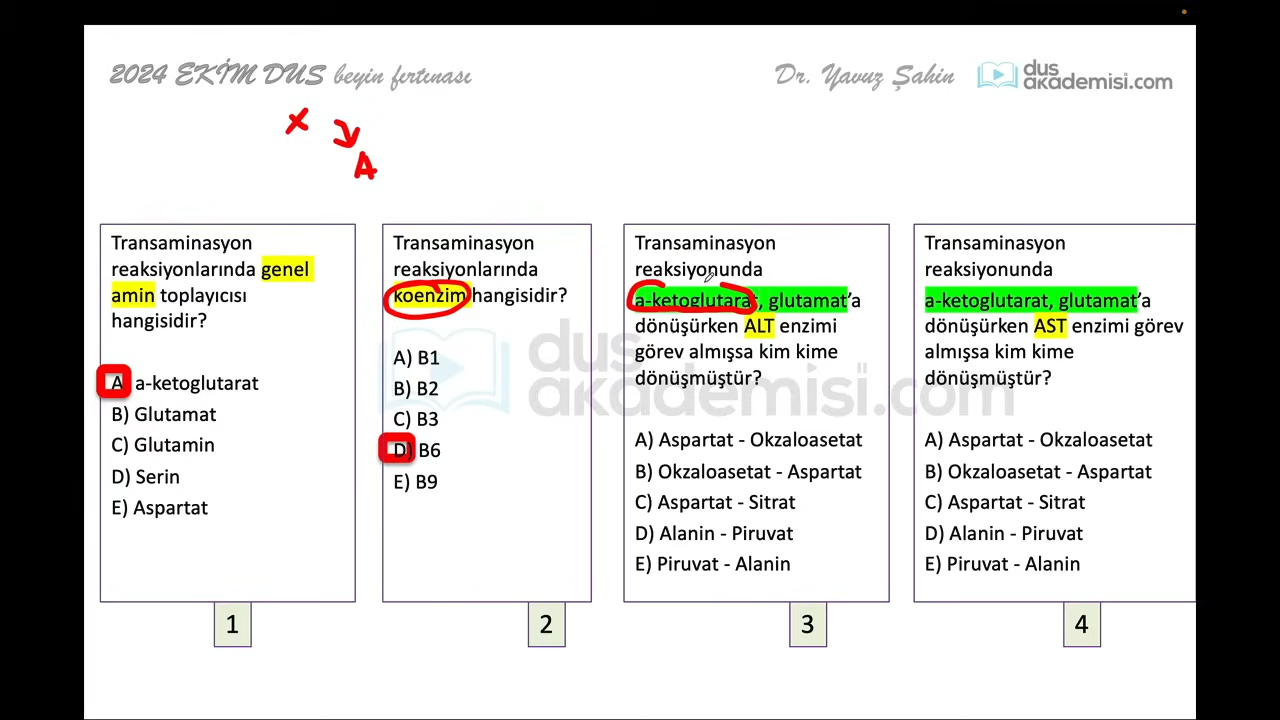 2024 EKİM DUS beyin fırtınası
Dr. Yavuz Şahin
dus
akademisi.com
x
A
Transaminasyon
reaksiyonlarında genel
amin toplayıcısı
hangisidir?
A) a-ketoglutarat
B) Glutamat
C) Glutamin
D) Serin
E) Aspartat
1
Transaminasyon
reaksiyonlarında
koenzim hangisidir?
A) B1
B) B2
C) B3
D) B6
E) B9
2
Transaminasyon
reaksiyonunda
a-ketoglutarat, glutamat’a
dönüşürken ALT enzimi
görev almışsa kim kime
dönüşmüştür?
A) Aspartat - Okzaloasetat
B) Okzaloasetat - Aspartat
C) Aspartat - Sitrat
D) Alanin - Piruvat
E) Piruvat - Alanin
3
Transaminasyon
reaksiyonunda
a-ketoglutarat, glutamat’a
dönüşürken AST enzimi görev
almışsa kim kime
dönüşmüştür?
A) Aspartat - Okzaloasetat
B) Okzaloasetat - Aspartat
C) Aspartat - Sitrat
D) Alanin - Piruvat
E) Piruvat - Alanin
4
dus
akademisi.com